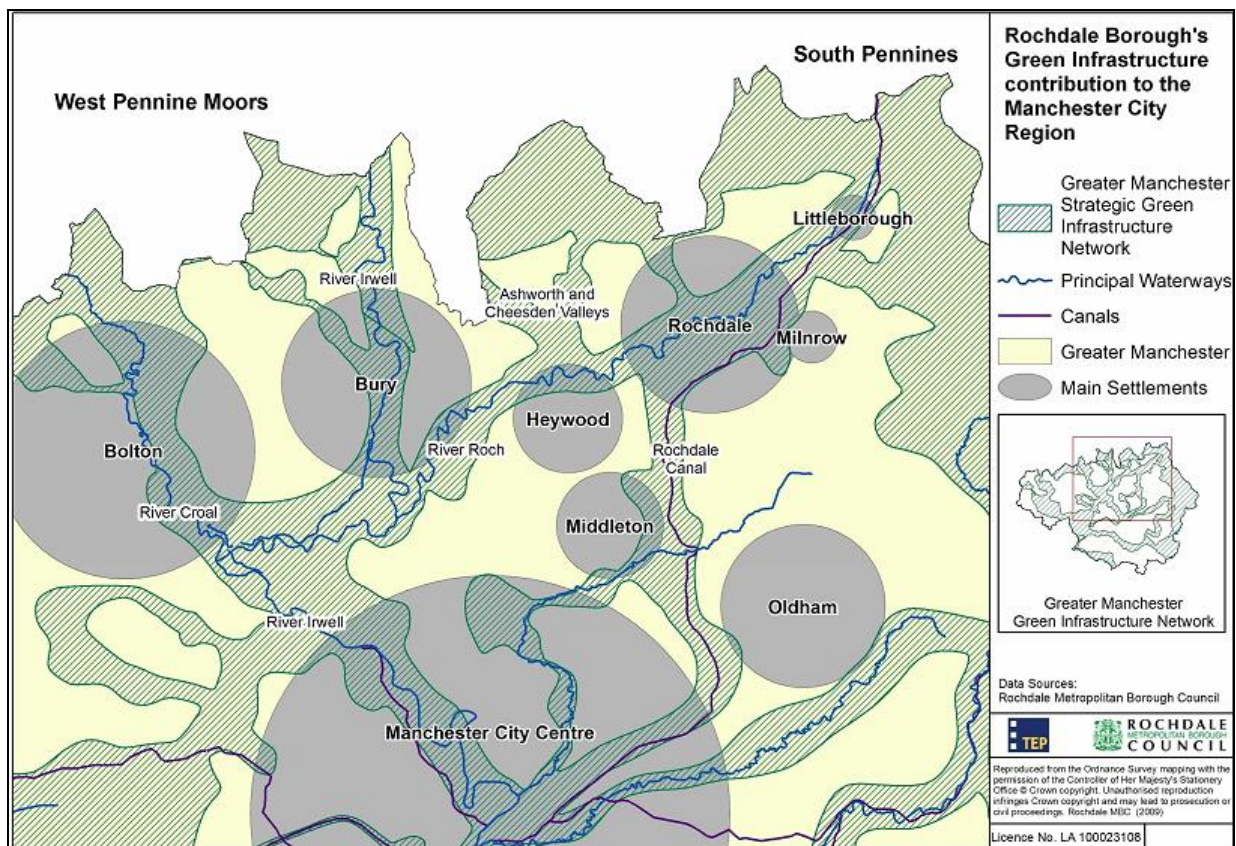 West Pennine Moors
South Pennines
Littleborough
River Irwell
Ashworth and
Cheesden Valleys
Rochdale
Milnrow
Bury
Heywood
Bolton
River Roch
Rochdale
Canal
River Croal
Middleton
Oldham
River Irwell
Manchester City Centre
Rochdale Borough's
Green Infrastructure
contribution to the
Manchester City
Region
Greater Manchester
Strategic Green
Infrastructure
Network
Principal Waterways
Canals
Greater Manchester
Main Settlements
Greater Manchester
Green Infrastructure Network
Data Sources:
Rochdale Metropolitan Borough Council
TEP
ROCHDALE
METROPOLITAN BOROUGH
COUNCIL
Reproduced from the Ordnance Survey mapping with the
permission of the Controller of Her Majesty's Stationery
Office © Crown copyright. Unauthorised reproduction
infringes Crown copyright and may lead to prosecution or
civil proceedings. Rochdale MBC (2009)
Licence No. LA 100023108